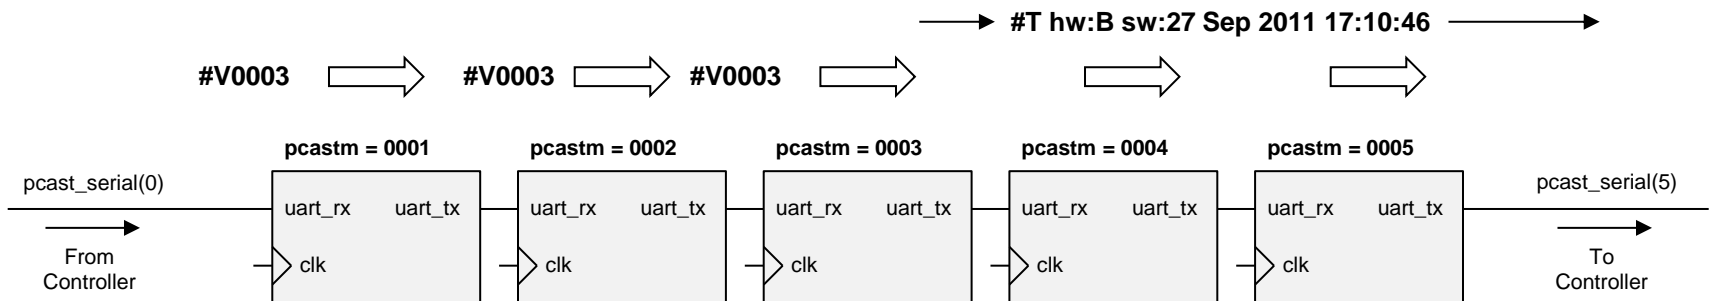 #T hw:B sw:27 Sep 2011 17:10:46
#V0003 #V0003 #V0003
pcastm = 0001 pcastm = 0002 pcastm = 0003 pcastm = 0004 pcastm = 0005
pcast_serial(0) pcast_serial(5)
uart_rx uart_tx uart_rx uart_tx uart_rx uart_tx uart_rx uart_tx uart_rx uart_tx
From To
clk clk clk clk clk
Controller Controller